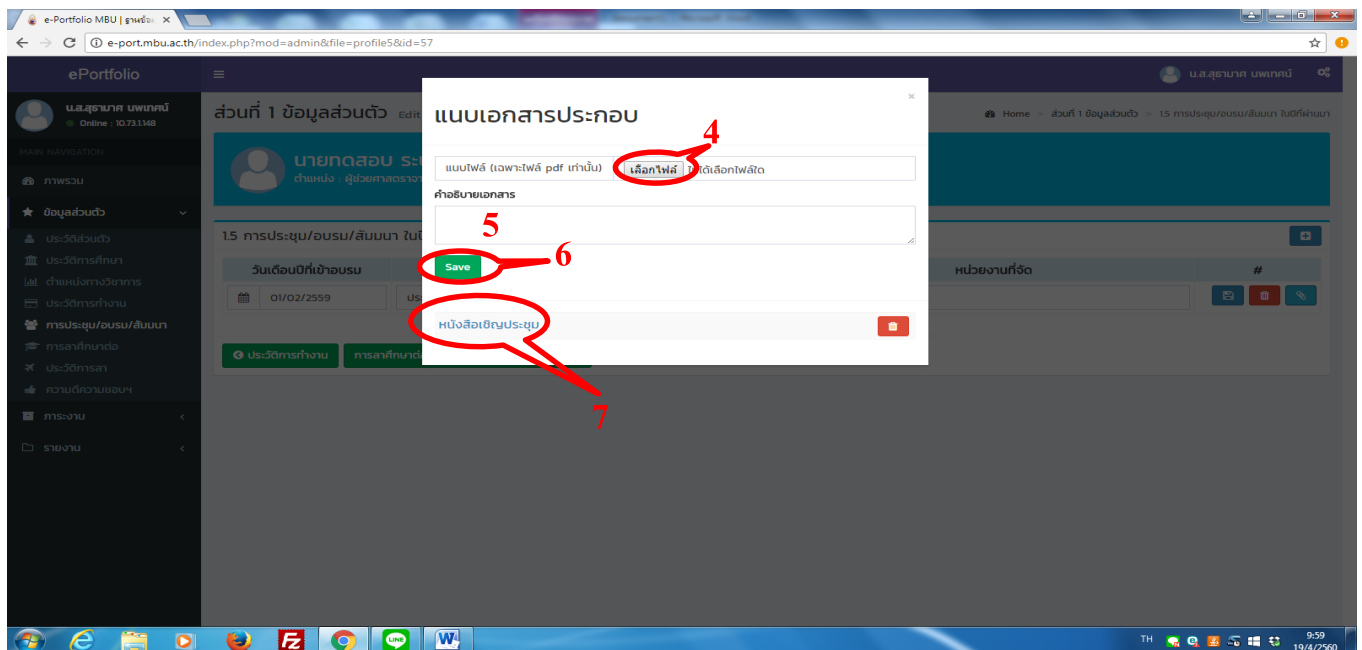 e-Portfolio MBU | ฐานข้อ
e-port.mbu.ac.th/index.php?mod=admin&file=profile5&id=57
ePortfolio
น.ส.สุธามาศ นพเทศน์
น.ส.สุธามาศ นพเทศน์
Online : 10.73.1.148
ส่วนที่ 1 ข้อมูลส่วนตัว Edit
Home > ส่วนที่ 1 ข้อมูลส่วนตัว > 1.5 การประชุม/อบรม/สัมมนา ในปีที่ผ่านมา
MAIN NAVIGATION
ภาพรวม
ข้อมูลส่วนตัว
ประวัติส่วนตัว
ประวัติการศึกษา
ตำแหน่งทางวิชาการ
ประวัติการทำงาน
การประชุม/อบรม/สัมมนา
การลาศึกษาต่อ
ประวัติการลา
ความดีความชอบฯ
ภาระงาน
รายงาน
นายทดสอบ
ตำแหน่ง : ผู้ช่วยศาสตราจา
แนบเอกสารประกอบ
×
4
แนบไฟล์ (เฉพาะไฟล์ pdf เท่านั้น)
เลือกไฟล์ ไม่ได้เลือกไฟล์ใด
คำอธิบายเอกสาร
5
Save
6
หนังสือเชิญประชุม
7
1.5 การประชุม/อบรม/สัมมนา ในปี
วันเดือนปีที่เข้าอบรม
หน่วยงานที่จัด
#
01/02/2559
ประ
ประวัติการทำงาน
การลาศึกษาต่อ
TH
9:59
19/4/2560